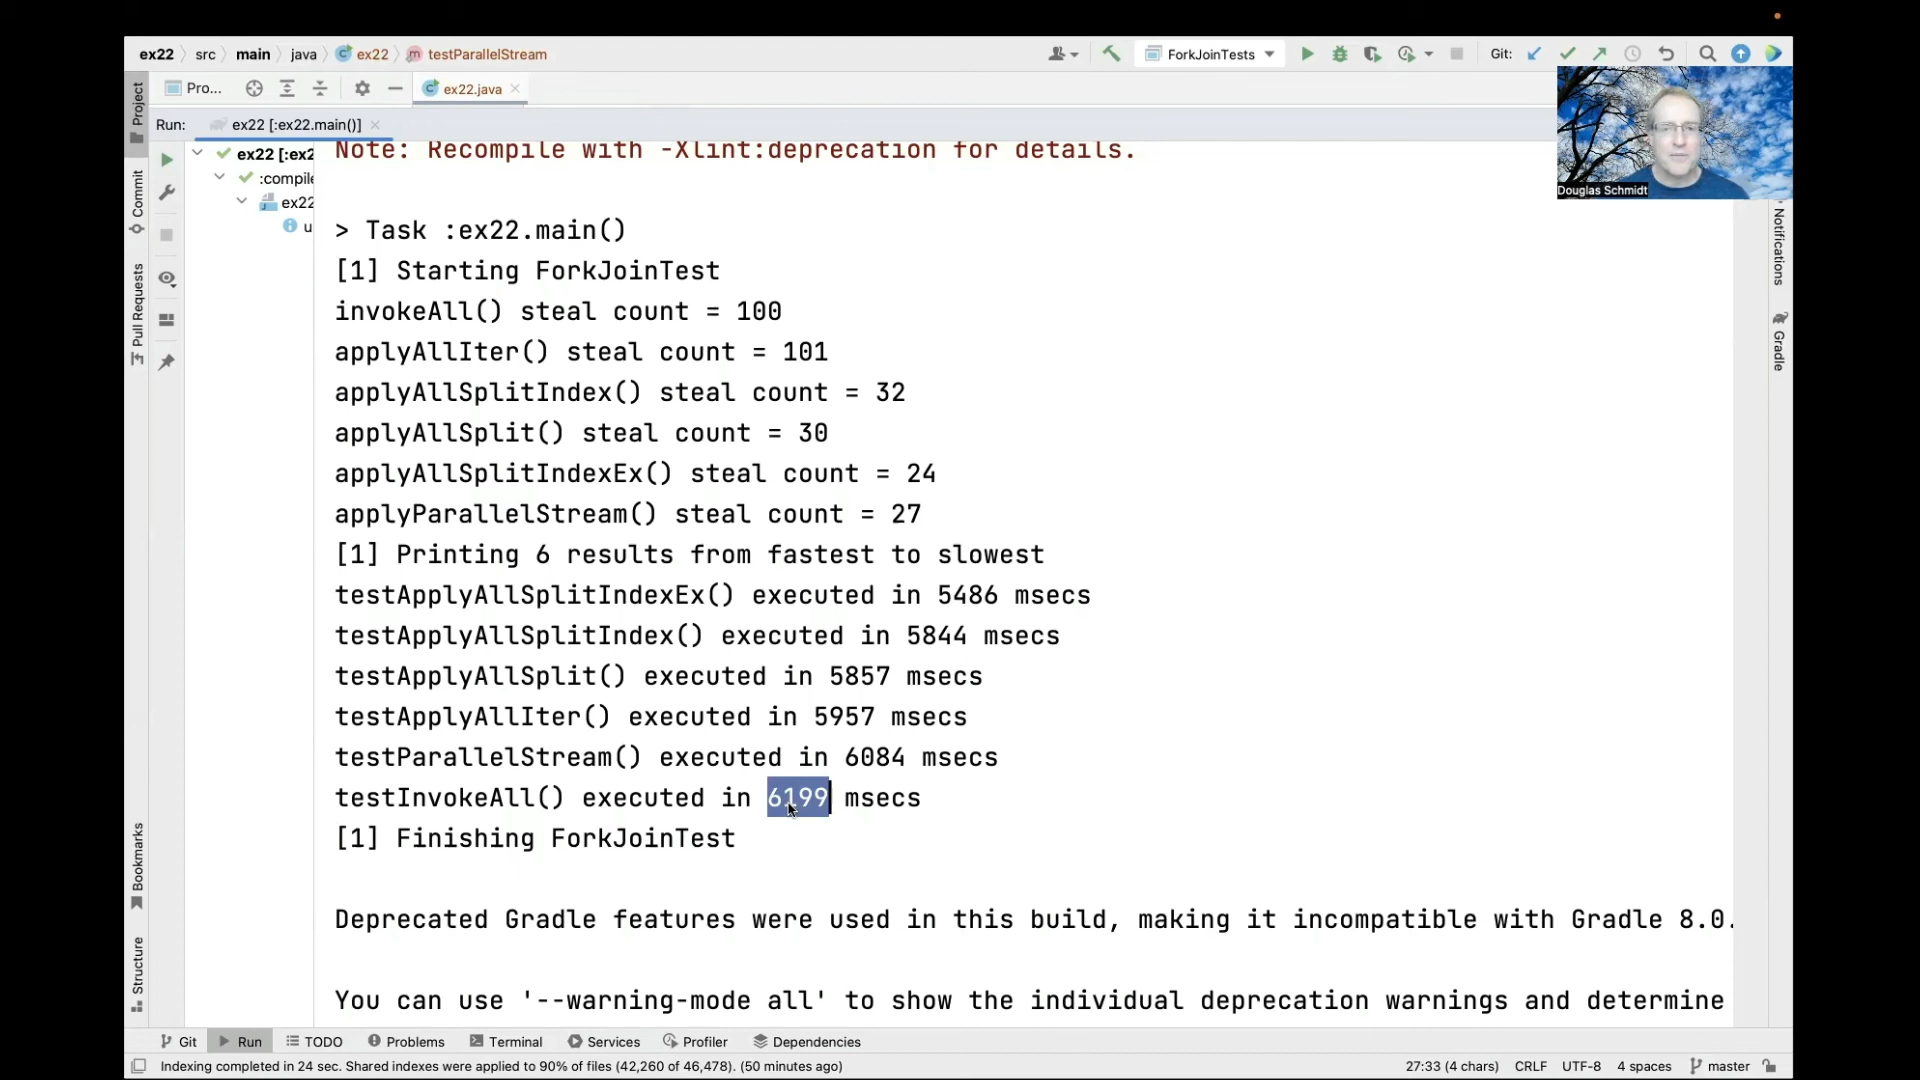 ex22 src main java ex22 testParallelStream
ForkJoinTests
Git:
Pro...
ex22.java
Run: ex22 [:ex22.main()]
Douglas Schmidt
ex22 [:ex2
:compile
ex22
u
Project
Commit
Pull Requests
Bookmarks
Structure
Notifications
Gradle
Note: Recompile with -Xlint:deprecation for details.
> Task :ex22.main()
[1] Starting ForkJoinTest
invokeAll() steal count = 100
applyAllIter() steal count = 101
applyAllSplitIndex() steal count = 32
applyAllSplit() steal count = 30
applyAllSplitIndexEx() steal count = 24
applyParallelStream() steal count = 27
[1] Printing 6 results from fastest to slowest
testApplyAllSplitIndexEx() executed in 5486 msecs
testApplyAllSplitIndex() executed in 5844 msecs
testApplyAllSplit() executed in 5857 msecs
testApplyAllIter() executed in 5957 msecs
testParallelStream() executed in 6084 msecs
testInvokeAll() executed in 6199 msecs
[1] Finishing ForkJoinTest
Deprecated Gradle features were used in this build, making it incompatible with Gradle 8.0.
You can use '--warning-mode all' to show the individual deprecation warnings and determine
Git Run TODO Problems Terminal Services Profiler Dependencies
Indexing completed in 24 sec. Shared indexes were applied to 90% of files (42,260 of 46,478). (50 minutes ago) 27:33 (4 chars) CRLF UTF-8 4 spaces master